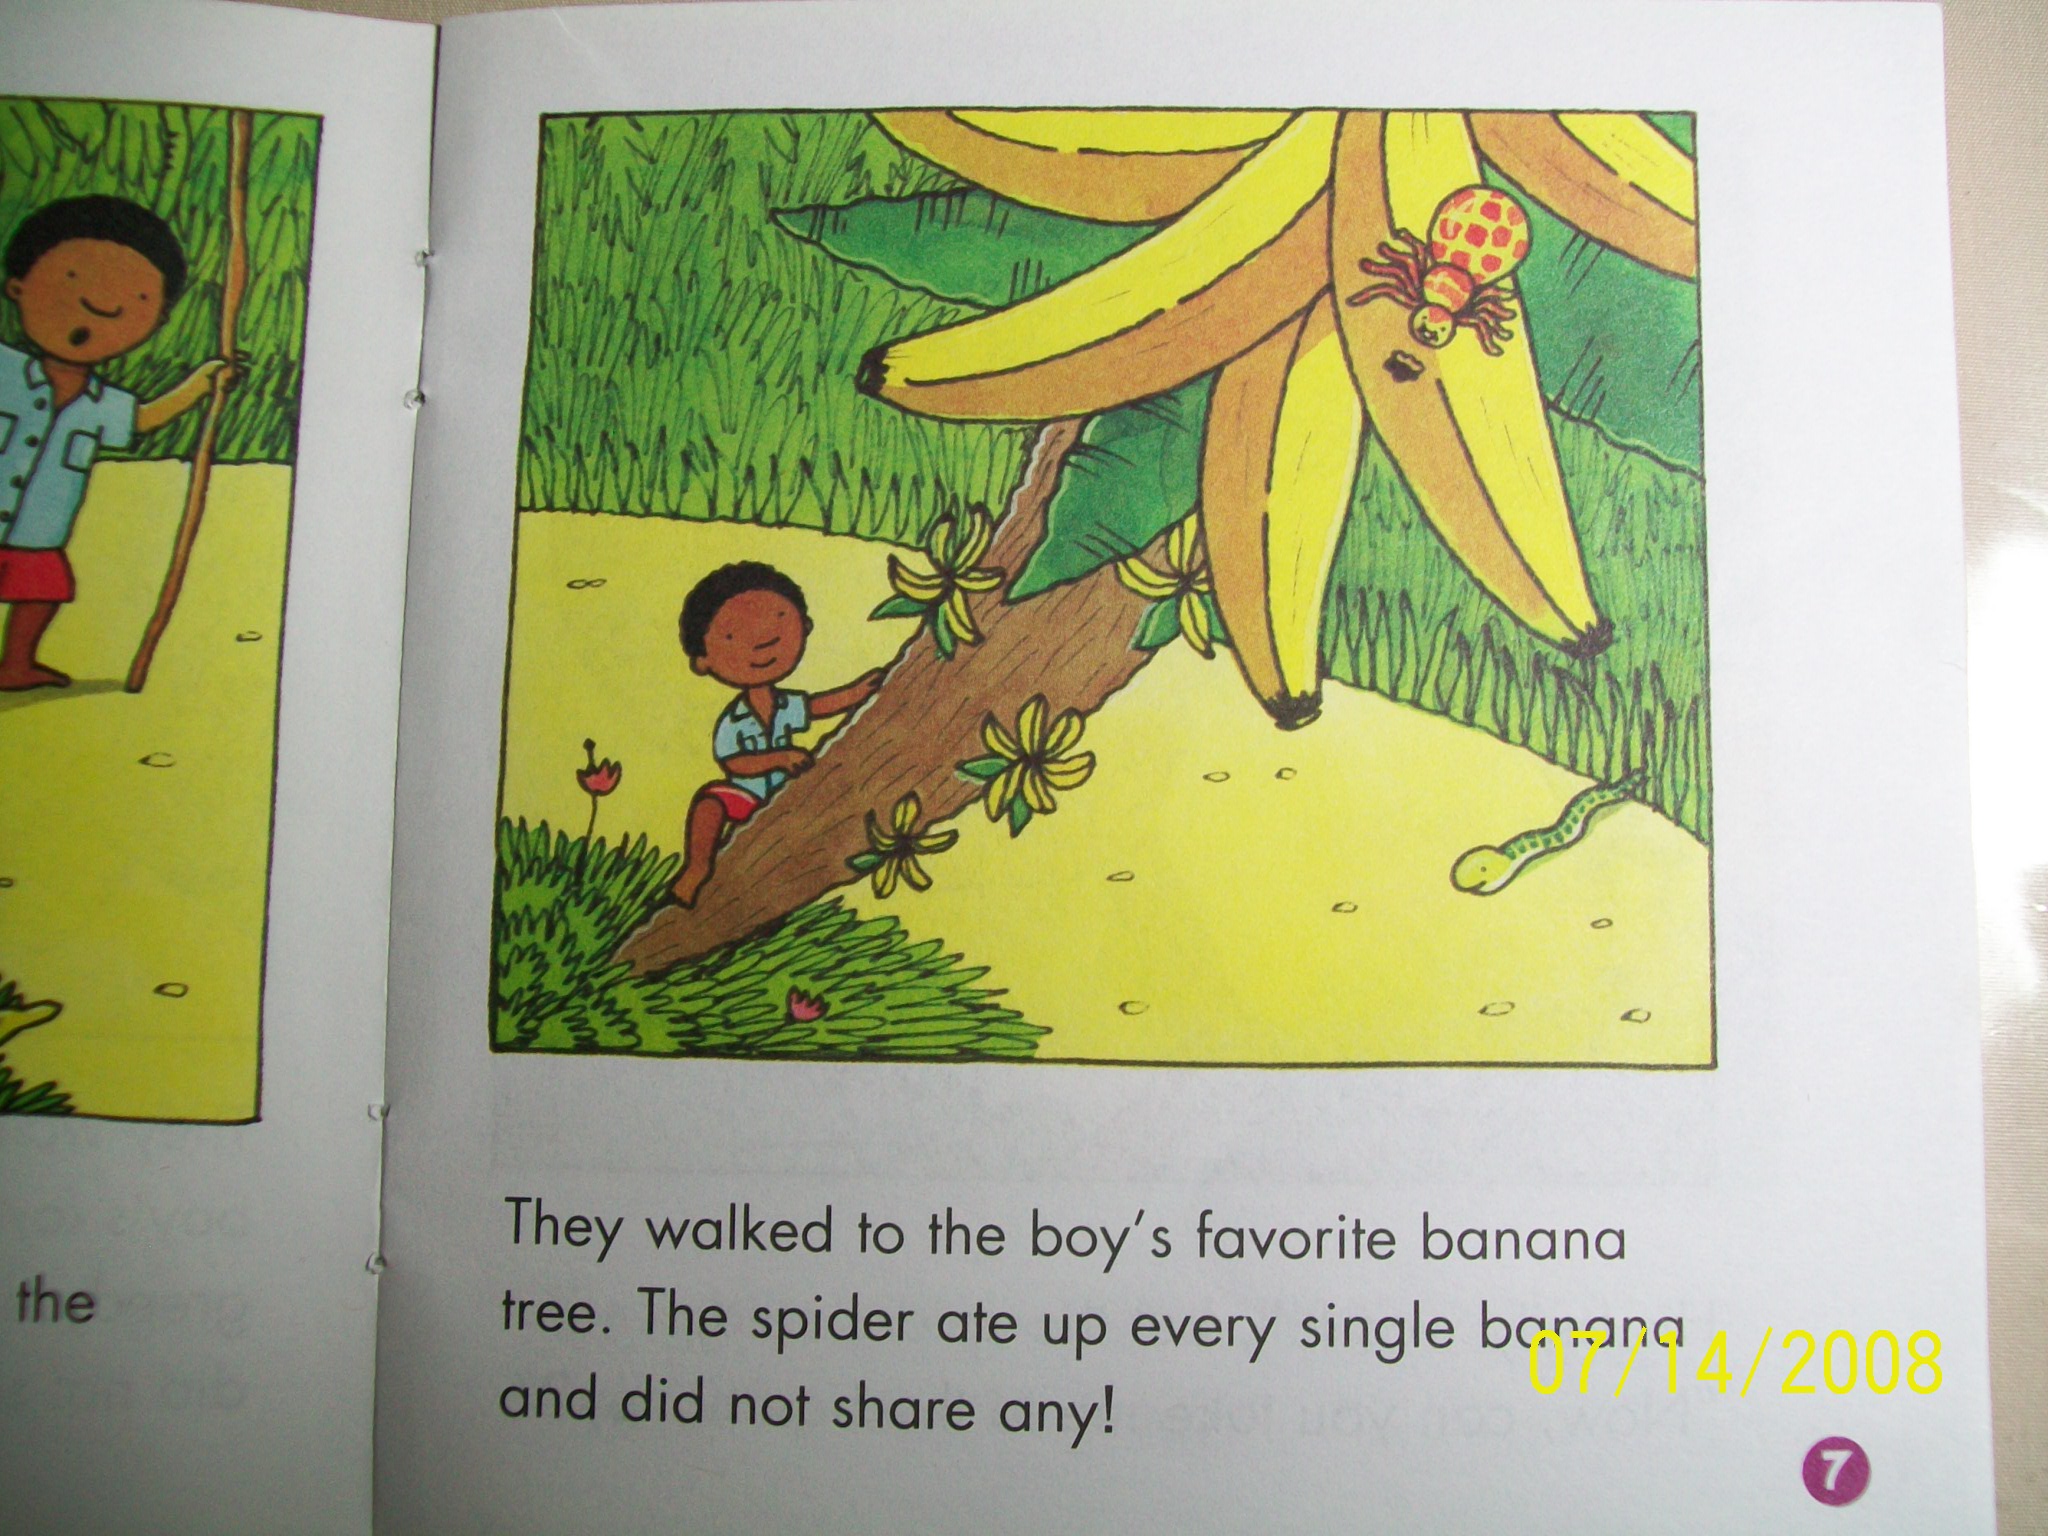 the
They walked to the boy's favorite banana
tree. The spider ate up every single banana
and did not share any!
07/14/2008
7